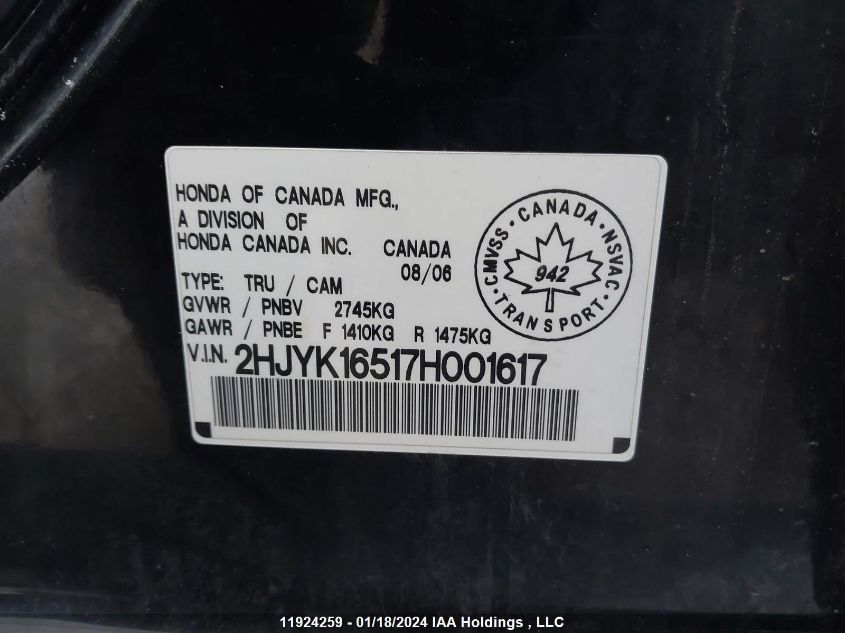 HONDA OF CANADA MFG.,
A DIVISION OF
HONDA CANADA INC. CANADA
08/06
TYPE: TRU / CAM
GVWR / PNBV 2745KG
GAWR / PNBE F 1410KG R 1475KG
V.I.N. 2HJYK16517H001617
CMVSS · CANADA · NSVAC · TRANSPORT ·
942
11924259 - 01/18/2024 IAA Holdings , LLC